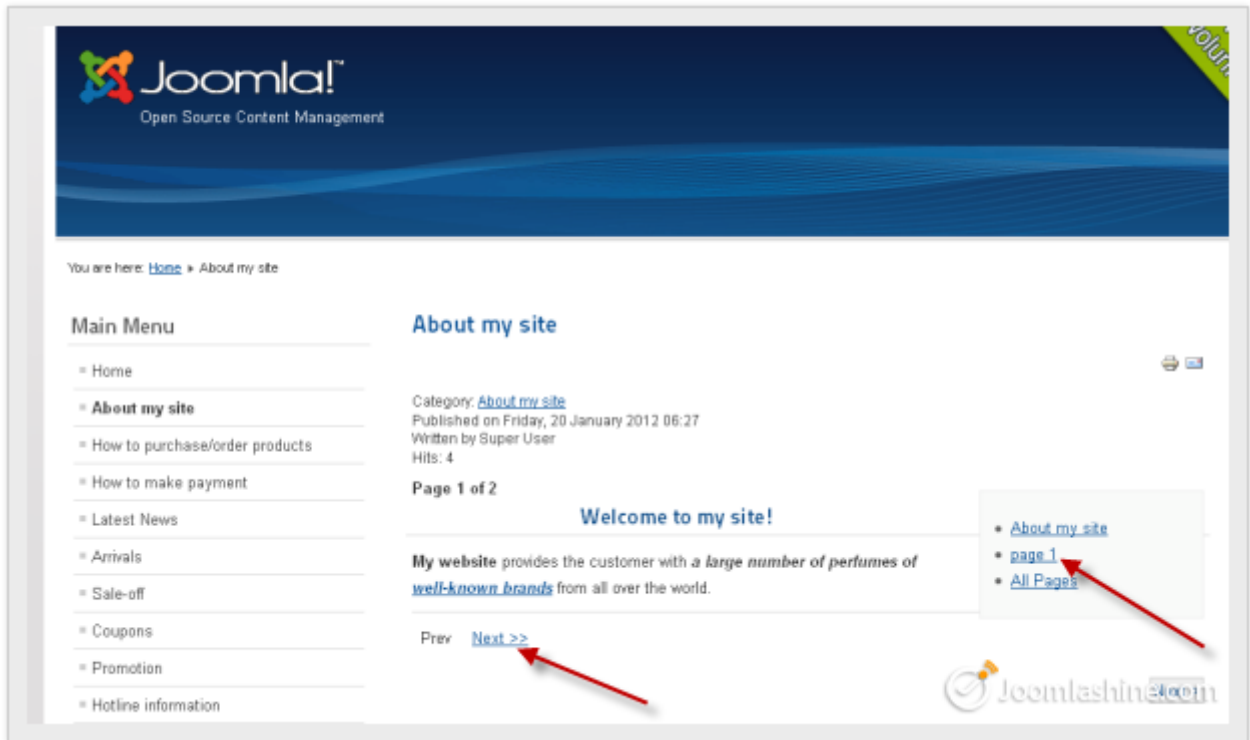 Joomla!™
Open Source Content Management
You are here: Home ▸ About my site
Main Menu
Home
About my site
How to purchase/order products
How to make payment
Latest News
Arrivals
Sale-off
Coupons
Promotion
Hotline information
About my site
Category: About my site
Published on Friday, 20 January 2012 06:27
Written by Super User
Hits: 4
Page 1 of 2
Welcome to my site!
My website provides the customer with a large number of perfumes of
well-known brands from all over the world.
Prev Next >>
• About my site
• page 1
• All Pages
Joomlashine.com